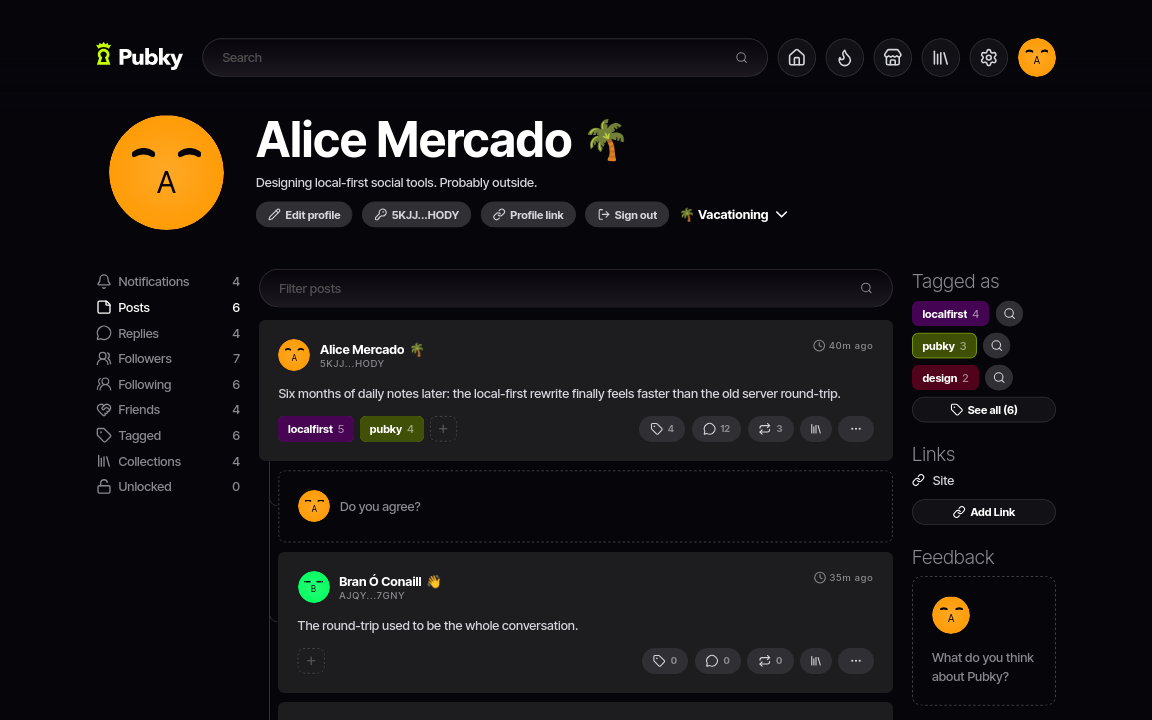 Pubky
Search
A
A
Alice Mercado 🌴
Designing local-first social tools. Probably outside.
Edit profile
5KJJ...HODY
Profile link
Sign out
🌴 Vacationing
Notifications 4
Posts 6
Replies 4
Followers 7
Following 6
Friends 4
Tagged 6
Collections 4
Unlocked 0
Filter posts
A
Alice Mercado 🌴
5KJJ...HODY
40m ago
Six months of daily notes later: the local-first rewrite finally feels faster than the old server round-trip.
localfirst 5
pubky 4
+
4
12
3
A
Do you agree?
B
Bran Ó Conaill 👋
AJQY...7GNY
35m ago
The round-trip used to be the whole conversation.
+
0
0
0
Tagged as
localfirst 4
pubky 3
design 2
See all (6)
Links
Site
Add Link
Feedback
A
What do you think
about Pubky?